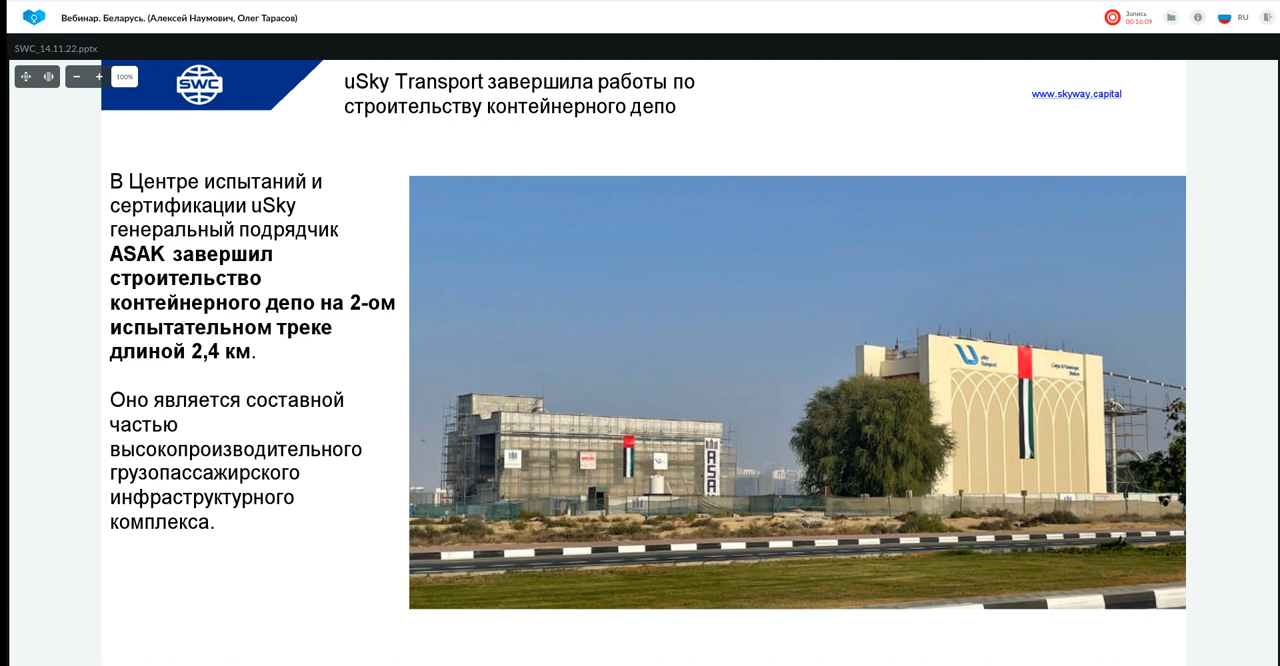 Вебинар. Беларусь. (Алексей Наумович, Олег Тарасов)
Запись
00:16:09
RU
SWC_14.11.22.pptx
100%
SWC
uSky Transport завершила работы по
строительству контейнерного депо
www.skyway.capital
В Центре испытаний и
сертификации uSky
генеральный подрядчик
ASAK завершил
строительство
контейнерного депо на 2-ом
испытательном треке
длиной 2,4 км.
Оно является составной
частью
высокопроизводительного
грузопассажирского
инфраструктурного
комплекса.
uSky
Transport
ASA